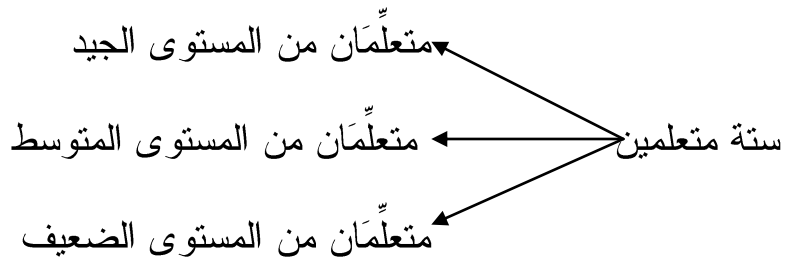 متعلِّمَان من المستوى الجيد
ستة متعلمين
متعلِّمَان من المستوى المتوسط
متعلِّمَان من المستوى الضعيف